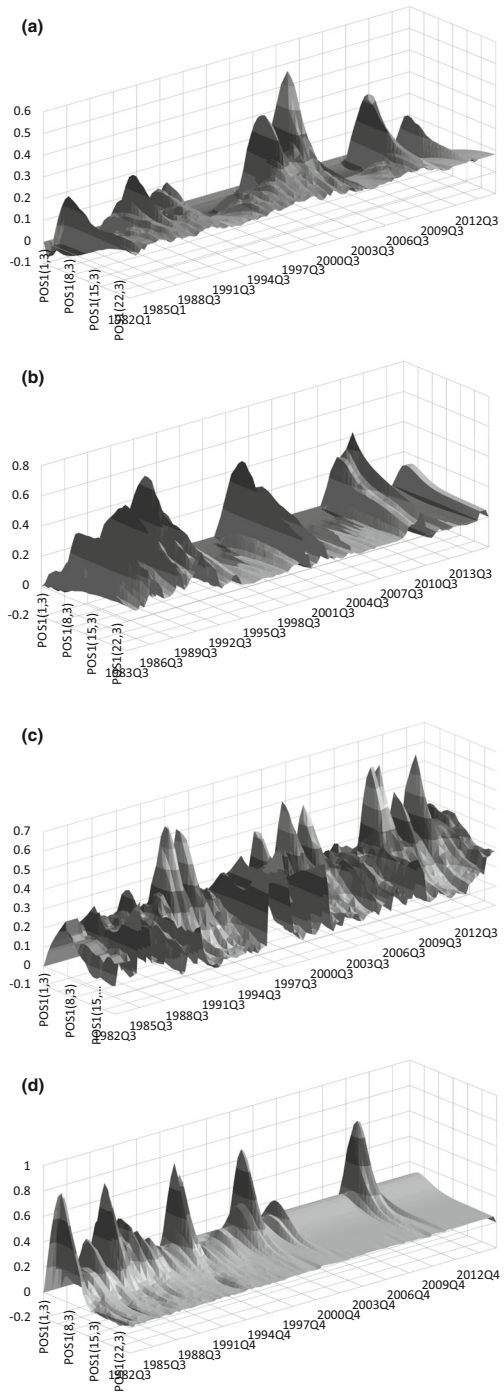 (a)
0.6
0.5
0.4
0.3
0.2
0.1
0
-0.1
POS1(1,3)
POS1(8,3)
POS1(15,3)
POS1(22,3)
1982Q1
1985Q1
1988Q3
1991Q3
1994Q3
1997Q3
2000Q3
2003Q3
2006Q3
2009Q3
2012Q3
(b)
0.8
0.6
0.4
0.2
0
-0.2
POS1(1,3)
POS1(8,3)
POS1(15,3)
POS1(22,3)
1983Q3
1986Q3
1989Q3
1992Q3
1995Q3
1998Q3
2001Q3
2004Q3
2007Q3
2010Q3
2013Q3
(c)
0.7
0.6
0.5
0.4
0.3
0.2
0.1
0
-0.1
POS1(1,3)
POS1(8,3)
POS1(15,...
1982Q3
1985Q3
1988Q3
1991Q3
1994Q3
1997Q3
2000Q3
2003Q3
2006Q3
2009Q3
2012Q3
(d)
1
0.8
0.6
0.4
0.2
0
-0.2
POS1(1,3)
POS1(8,3)
POS1(15,3)
POS1(22,3)
1982Q3
1985Q3
1988Q3
1991Q4
1994Q4
1997Q4
2000Q4
2003Q4
2006Q4
2009Q4
2012Q4